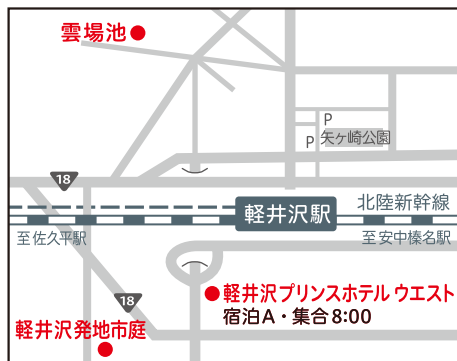 雲場池
P
P
矢ヶ崎公園
18
軽井沢駅
北陸新幹線
至佐久平駅
至安中榛名駅
18
軽井沢プリンスホテル ウエスト
宿泊A・集合8:00
軽井沢発地市庭